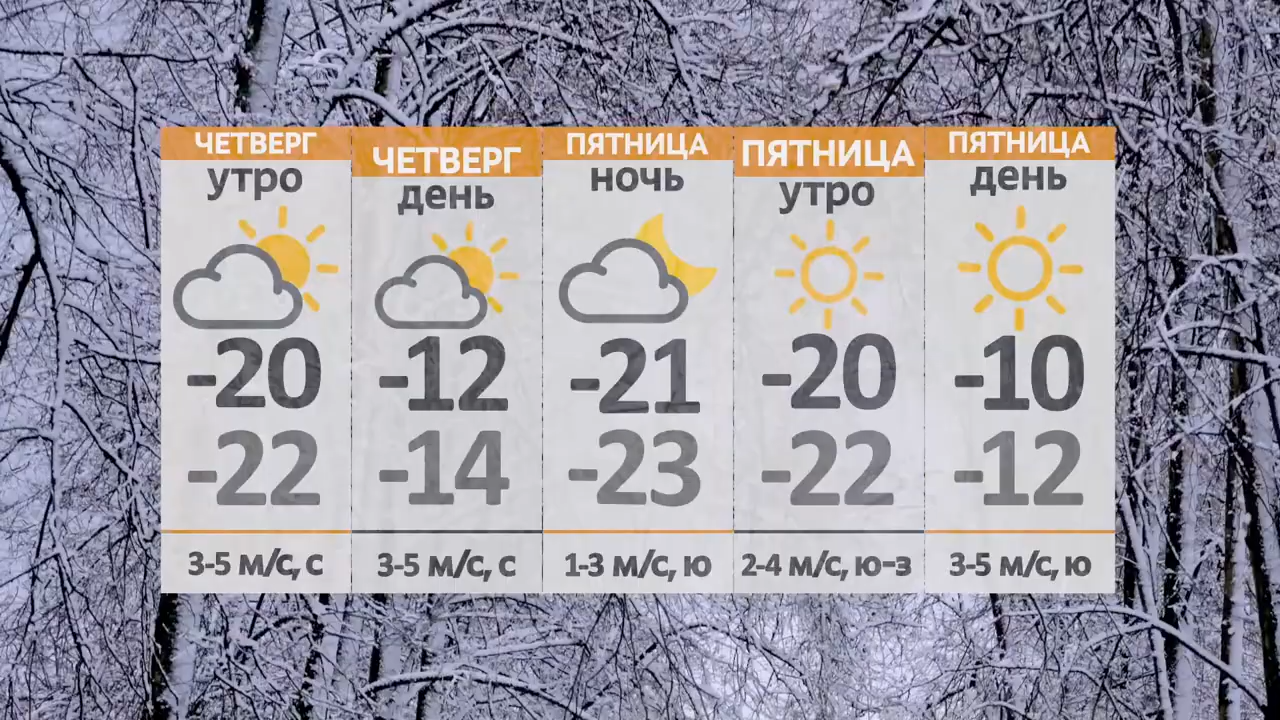 ЧЕТВЕРГ
утро
-20
-22
3-5 м/с, с
ЧЕТВЕРГ
день
-12
-14
3-5 м/с, с
ПЯТНИЦА
ночь
-21
-23
1-3 м/с, ю
ПЯТНИЦА
утро
-20
-22
2-4 м/с, ю-з
ПЯТНИЦА
день
-10
-12
3-5 м/с, ю